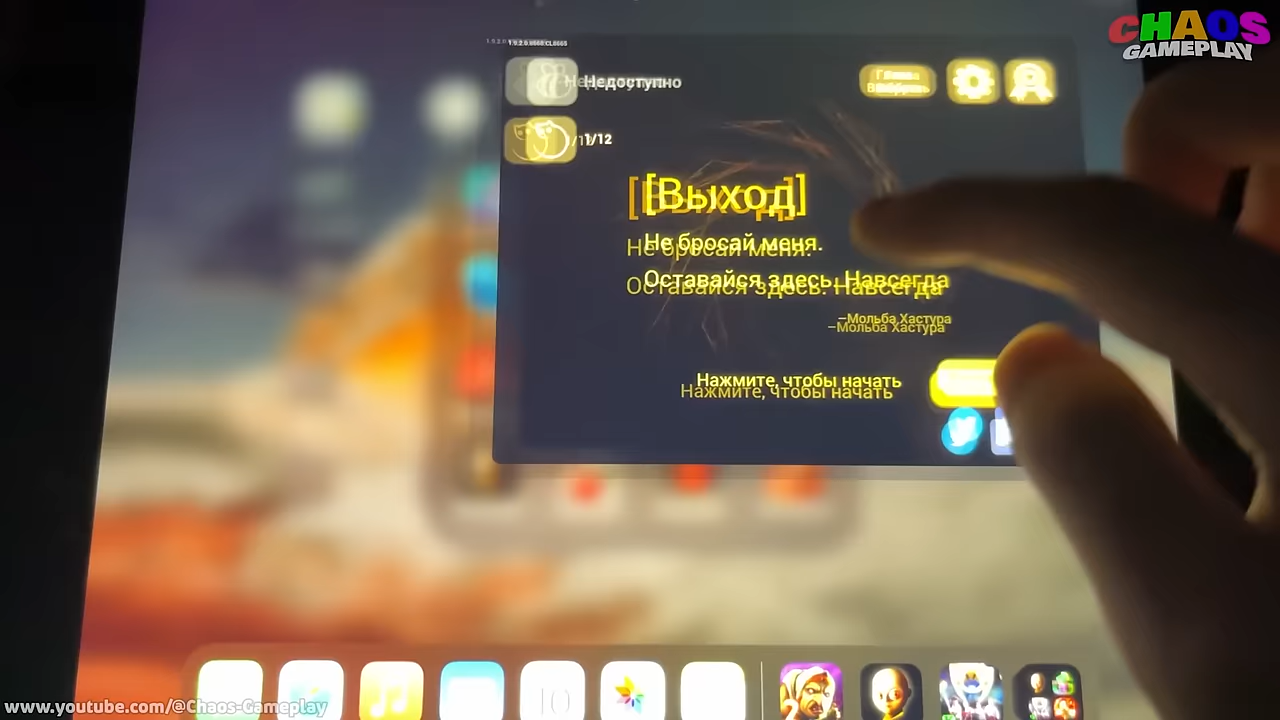 CHAOS
GAMEPLAY
Недоступно
1/12
[Выход]
Не бросай меня.
Оставайся здесь. Навсегда
–Мольба Хастура
Нажмите, чтобы начать
www.youtube.com/@Chaos-Gameplay